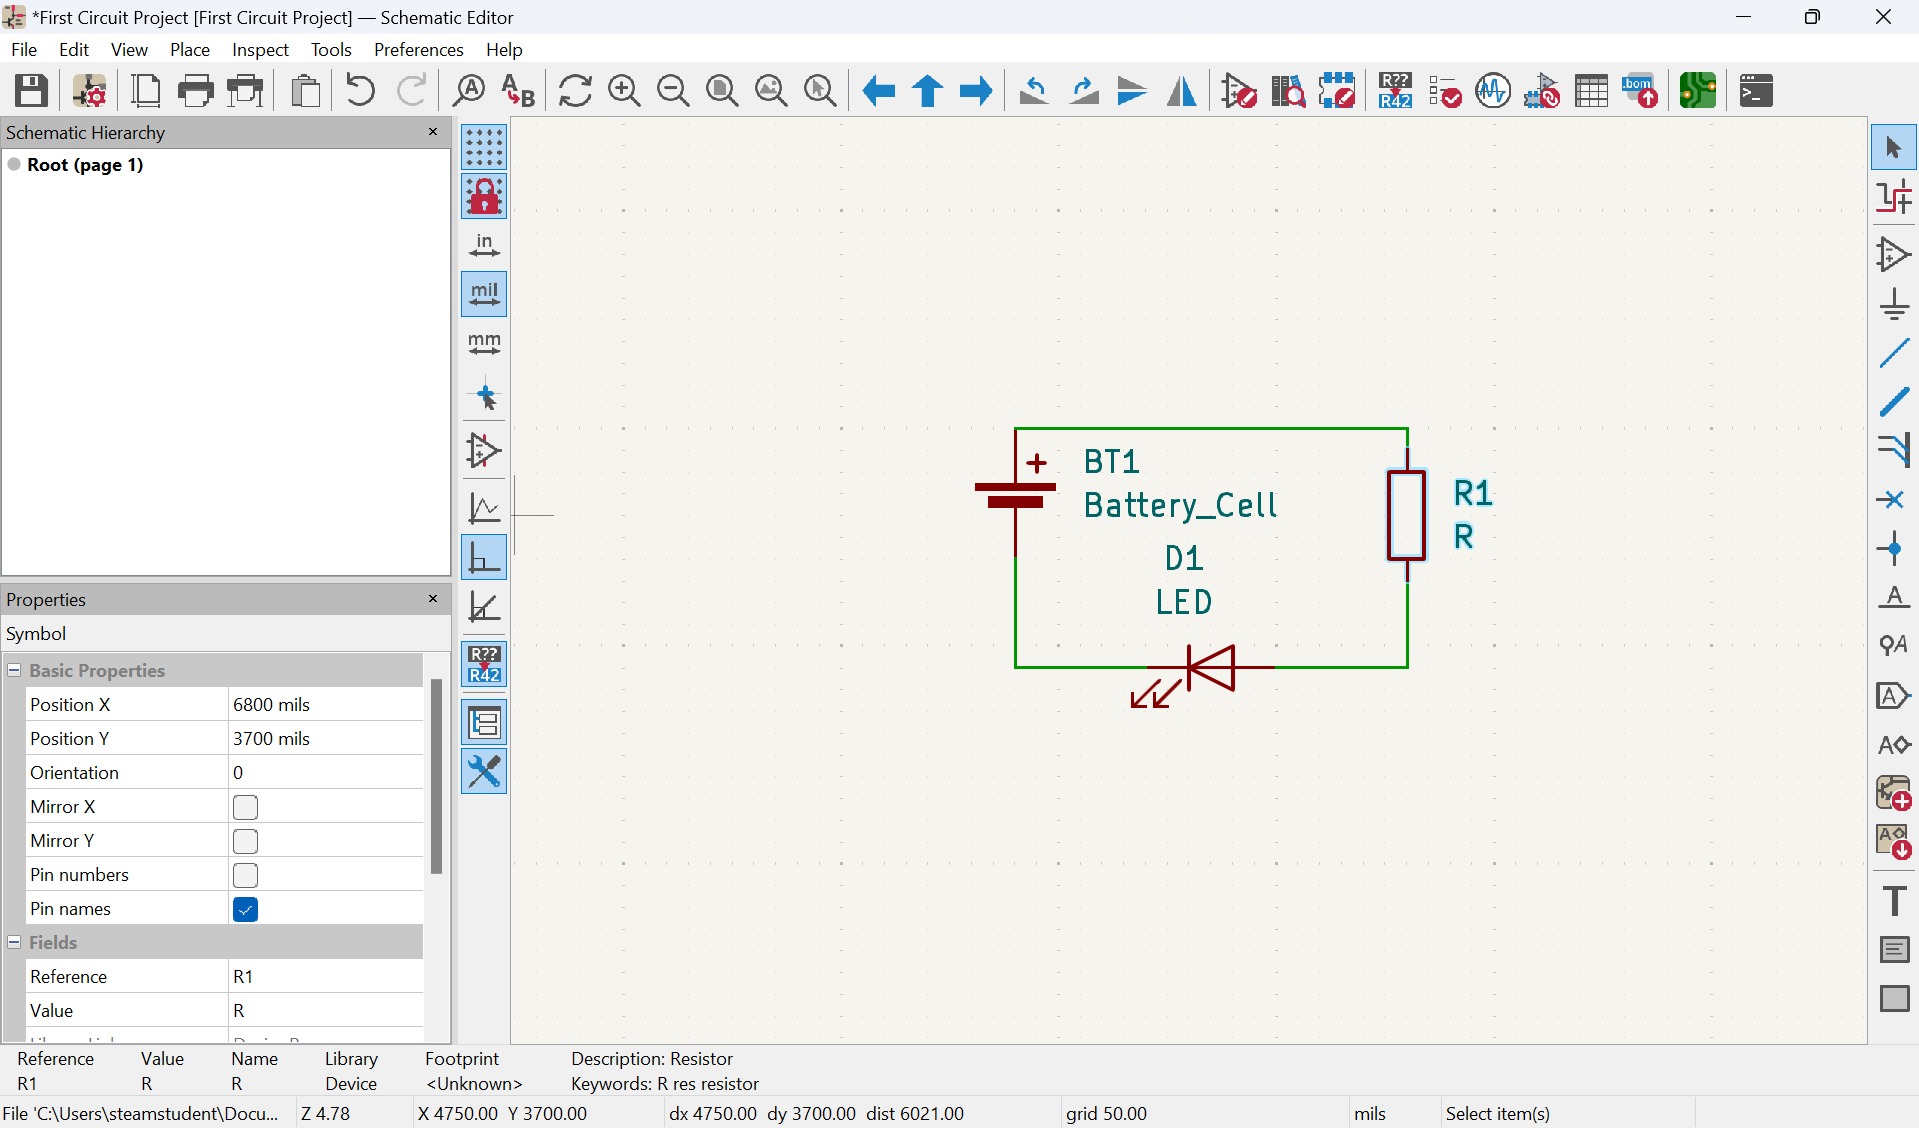 *First Circuit Project [First Circuit Project] — Schematic Editor
File Edit View Place Inspect Tools Preferences Help
A
A B
R??
R42
.bom
>_
Schematic Hierarchy
Root (page 1)
in
mil
mm
R??
R42
Properties
Symbol
Basic Properties
Position X 6800 mils
Position Y 3700 mils
Orientation 0
Mirror X
Mirror Y
Pin numbers
Pin names
Fields
Reference R1
Value R
BT1
Battery_Cell
D1
LED
R1
R
+
A
A
A
A
A
T
Reference Value Name Library Footprint Description: Resistor
R1 R R Device <Unknown> Keywords: R res resistor
File 'C:\Users\steamstudent\Docu... Z 4.78 X 4750.00 Y 3700.00 dx 4750.00 dy 3700.00 dist 6021.00 grid 50.00 mils Select item(s)